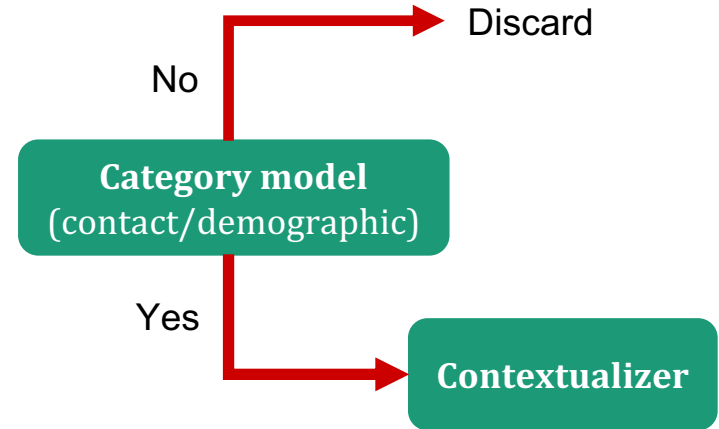 Discard
No
Category model
(contact/demographic)
Yes
Contextualizer